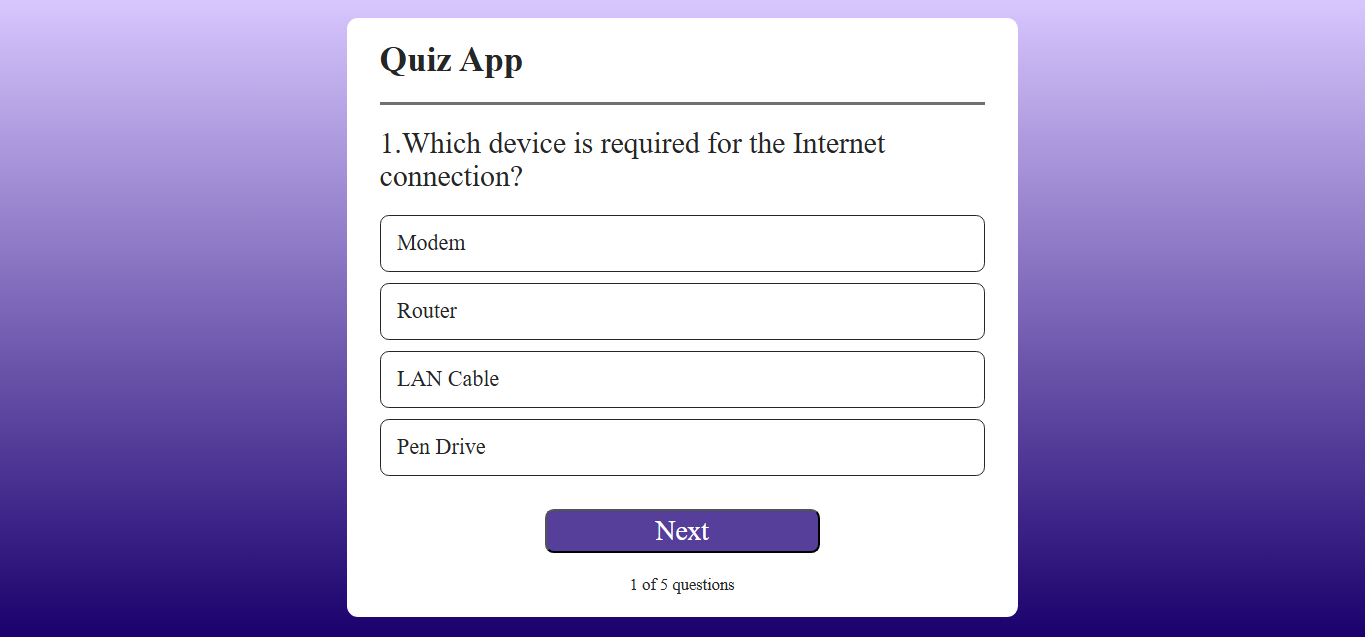 Quiz App
1.Which device is required for the Internet
connection?
Modem
Router
LAN Cable
Pen Drive
Next
1 of 5 questions